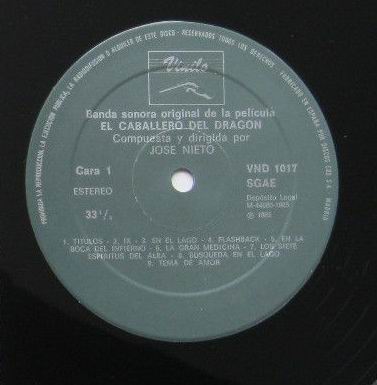 PROHIBIDA LA REPRODUCCION, LA EJECUCION PUBLICA, LA RADIODIFUSION O ALQUILER DE ESTE DISCO - RESERVADOS TODOS LOS DERECHOS - FABRICADO EN ESPAÑA POR DISCOS
Vinilo
Banda sonora original de la película
EL CABALLERO DEL DRAGON
Compuesta y dirigida por
JOSE NIETO
Cara 1
VND 1017
ESTEREO
SGAE
Depósito Legal
33 1/3
© 1985
1. TITULOS - 2. IX - 3. EN EL LAGO - 4. FLASHBACK - 5. EN LA
BOCA DEL INFIERNO - 6. LA GRAN MEDICINA - 7. LOS SIETE
ESPIRITUS DEL ALBA - 8. BUSQUEDA EN EL LAGO
9. TEMA DE AMOR